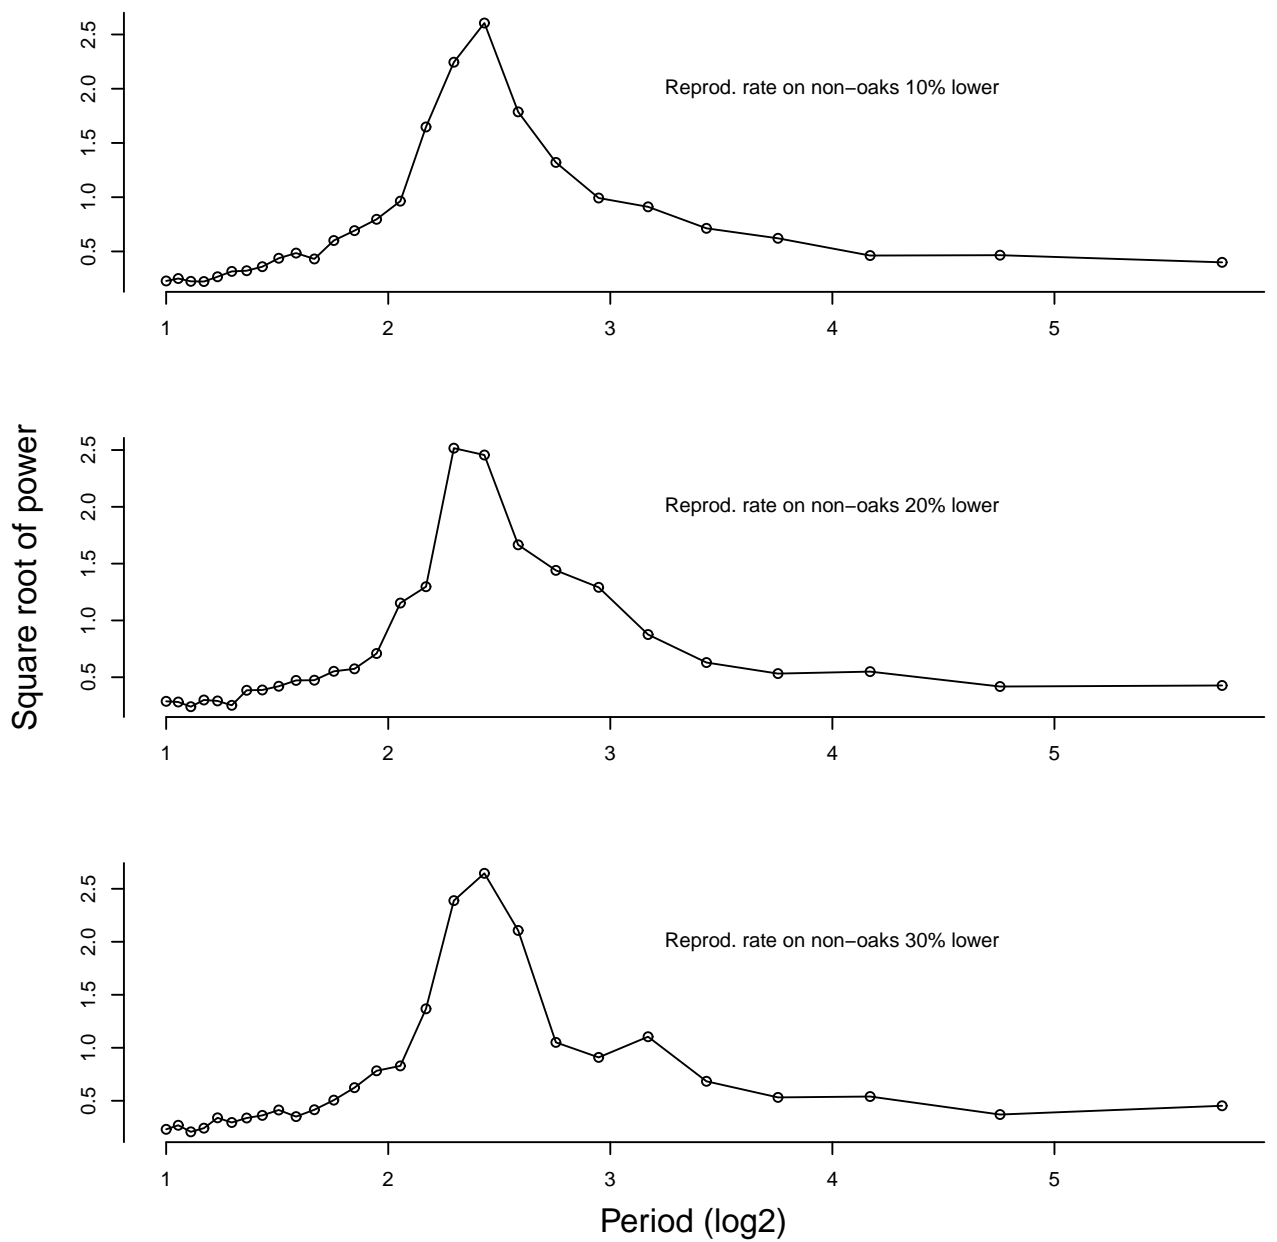 2.5
2.0
1.5
1.0
0.5
Reprod. rate on non−oaks 10% lower
1 2 3 4 5
Square root of power
2.5
2.0
1.5
1.0
0.5
Reprod. rate on non−oaks 20% lower
1 2 3 4 5
2.5
2.0
1.5
1.0
0.5
Reprod. rate on non−oaks 30% lower
1 2 3 4 5
Period (log2)